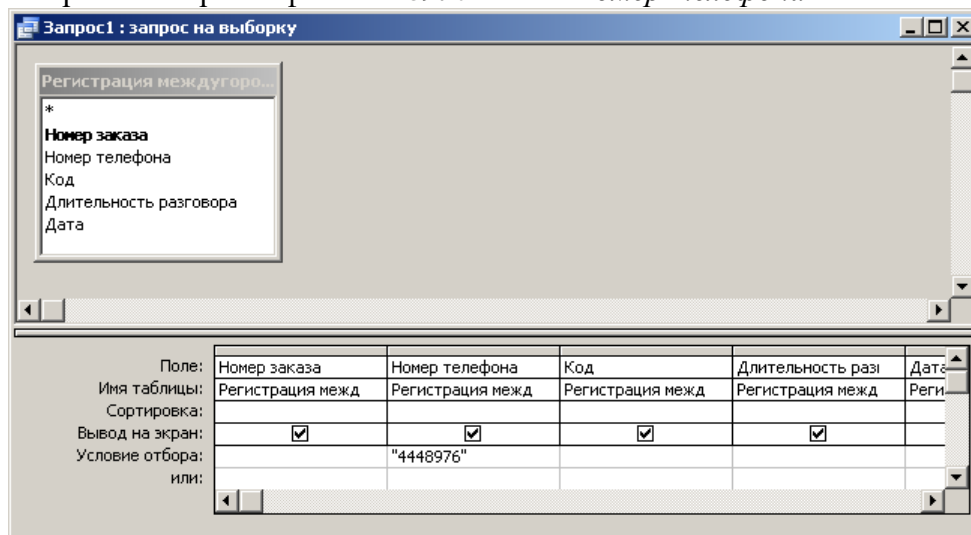 Запрос1 : запрос на выборку
Регистрация междугоро...
*
Номер заказа
Номер телефона
Код
Длительность разговора
Дата
Поле: Номер заказа Номер телефона Код Длительность разі Дата
Имя таблицы: Регистрация межд Регистрация межд Регистрация межд Регистрация межд Реги
Сортировка:
Вывод на экран:
Условие отбора: "4448976"
или: